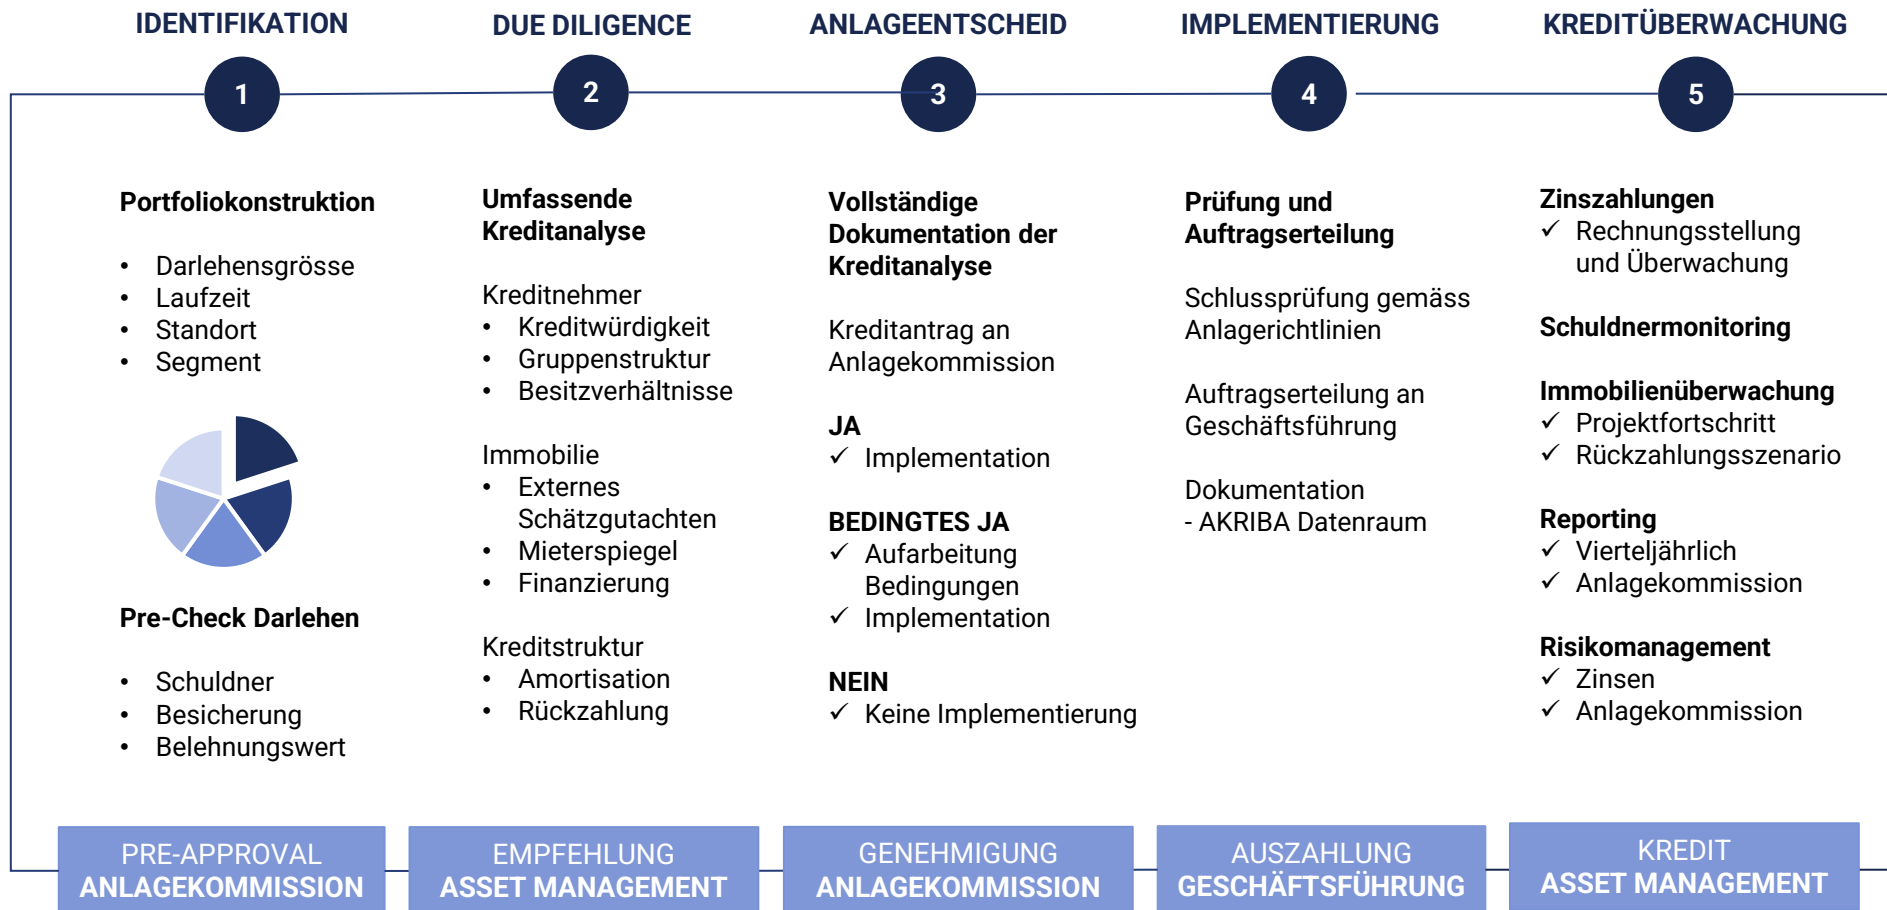 IDENTIFIKATION
1
Portfoliokonstruktion
• Darlehensgrösse
• Laufzeit
• Standort
• Segment
Pre-Check Darlehen
• Schuldner
• Besicherung
• Belehnungswert
PRE-APPROVAL
ANLAGEKOMMISSION
DUE DILIGENCE
2
Umfassende
Kreditanalyse
Kreditnehmer
• Kreditwürdigkeit
• Gruppenstruktur
• Besitzverhältnisse
Immobilie
• Externes
Schätzgutachten
• Mieterspiegel
• Finanzierung
Kreditstruktur
• Amortisation
• Rückzahlung
EMPFEHLUNG
ASSET MANAGEMENT
ANLAGEENTSCHEID
3
Vollständige
Dokumentation der
Kreditanalyse
Kreditantrag an
Anlagekommission
JA
✓ Implementation
BEDINGTES JA
✓ Aufarbeitung
Bedingungen
✓ Implementation
NEIN
✓ Keine Implementierung
GENEHMIGUNG
ANLAGEKOMMISSION
IMPLEMENTIERUNG
4
Prüfung und
Auftragserteilung
Schlussprüfung gemäss
Anlagerichtlinien
Auftragserteilung an
Geschäftsführung
Dokumentation
- AKRIBA Datenraum
AUSZAHLUNG
GESCHÄFTSFÜHRUNG
KREDITÜBERWACHUNG
5
Zinszahlungen
✓ Rechnungsstellung
und Überwachung
Schuldnermonitoring
Immobilienüberwachung
✓ Projektfortschritt
✓ Rückzahlungsszenario
Reporting
✓ Vierteljährlich
✓ Anlagekommission
Risikomanagement
✓ Zinsen
✓ Anlagekommission
KREDIT
ASSET MANAGEMENT